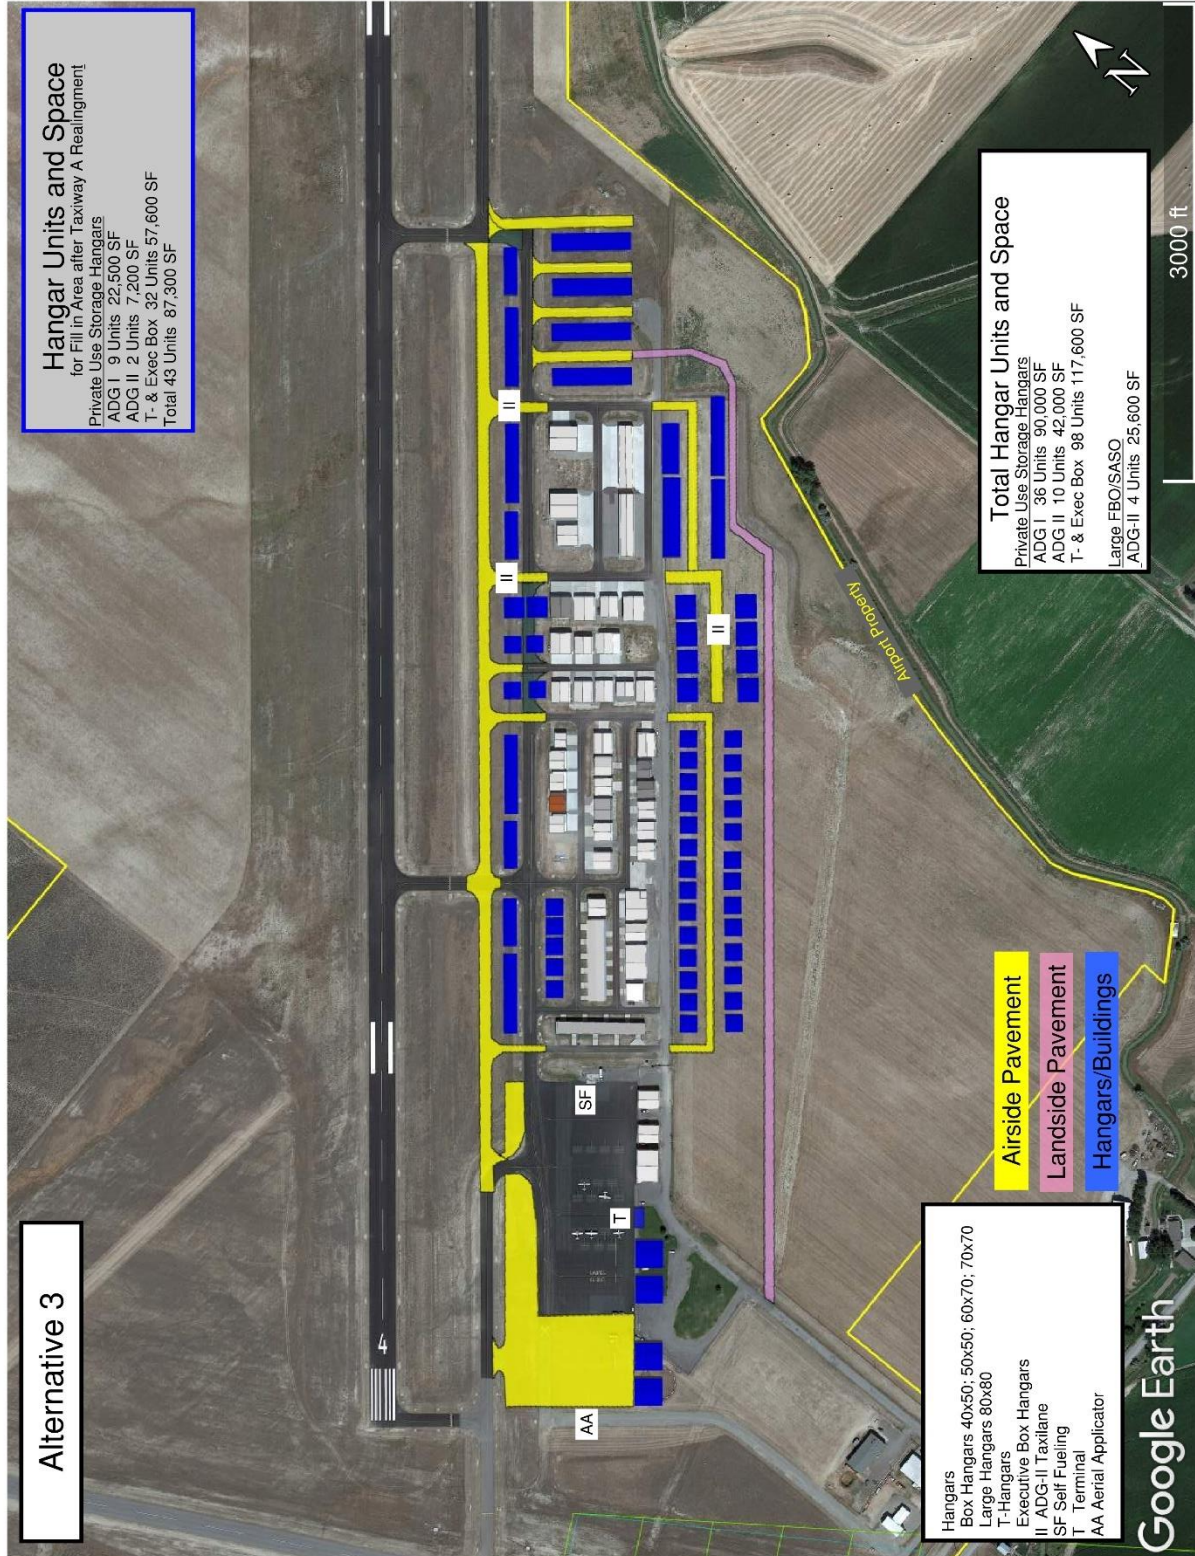 Alternative 3
Hangar Units and Space
for Fill in Area after Taxiway A Realingment
Private Use Storage Hangars
ADG I 9 Units 22,500 SF
ADG II 2 Units 7,200 SF
T- & Exec Box 32 Units 57,600 SF
Total 43 Units 87,300 SF
4
II
II
II
SF
T
AA
Airport Property
N
Total Hangar Units and Space
Private Use Storage Hangars
ADG I 36 Units 90,000 SF
ADG II 10 Units 42,000 SF
T- & Exec Box 98 Units 117,600 SF
Large FBO/SASO
ADG-II 4 Units 25,600 SF
3000 ft
Airside Pavement
Landside Pavement
Hangars/Buildings
Hangars
Box Hangars 40x50; 50x50; 60x70; 70x70
Large Hangars 80x80
T-Hangars
Executive Box Hangars
II ADG-II Taxilane
SF Self Fueling
T Terminal
AA Aerial Applicator
Google Earth